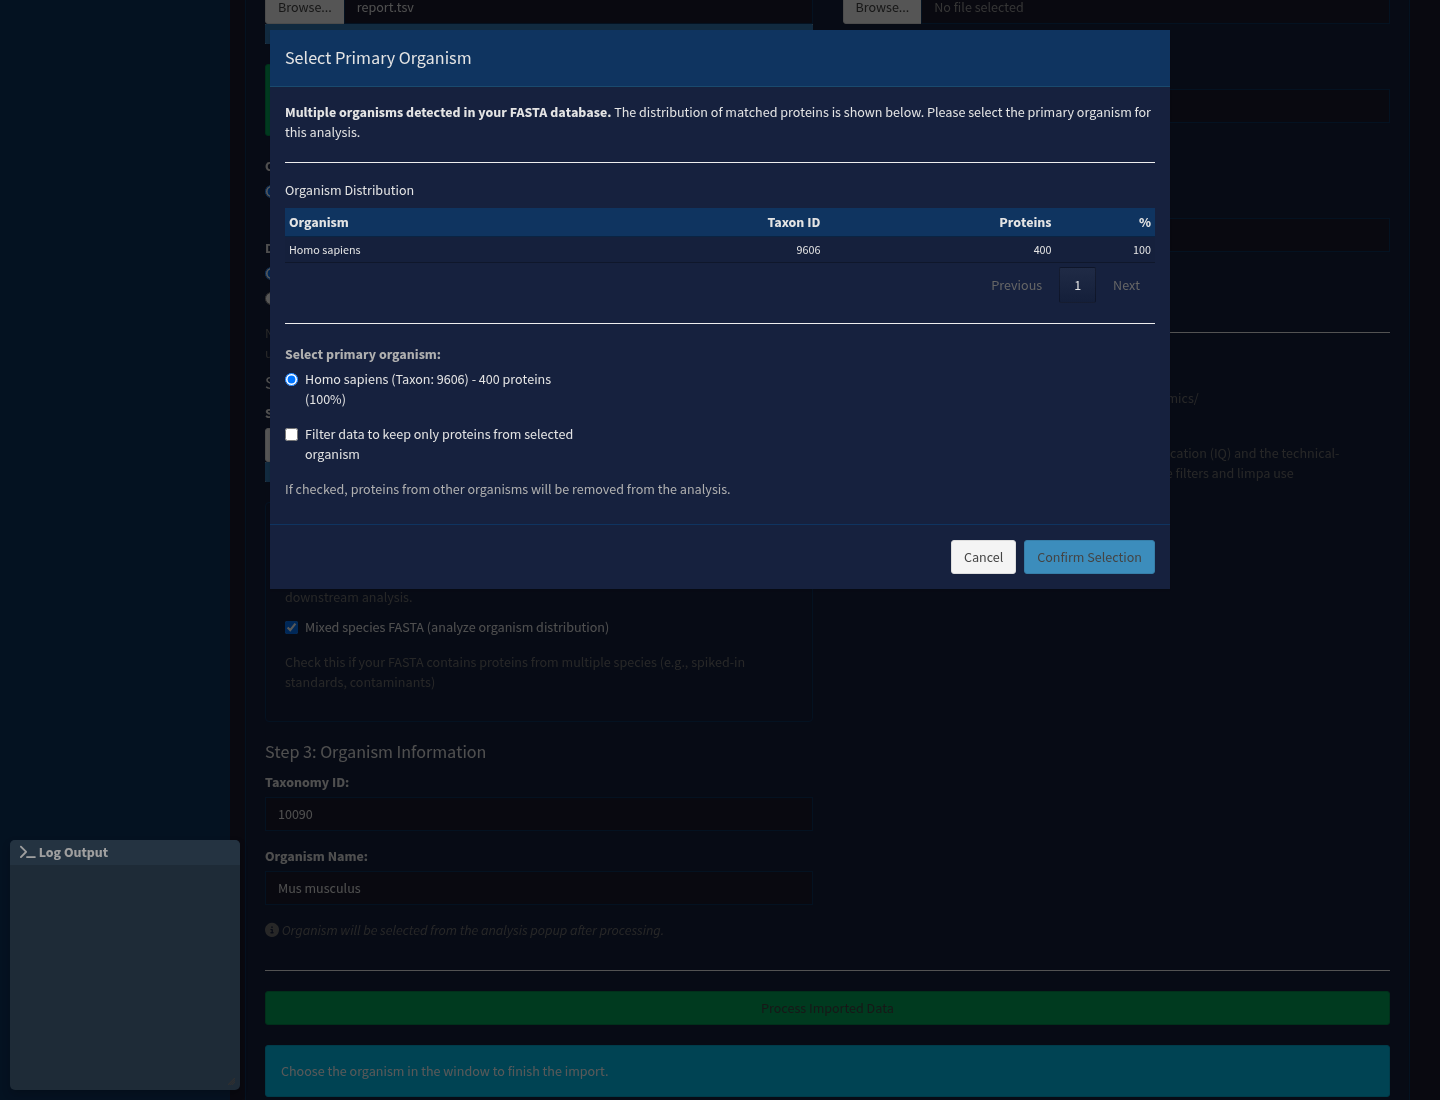 Browse... report.tsv
Browse... No file selected
Select Primary Organism
Multiple organisms detected in your FASTA database. The distribution of matched proteins is shown below. Please select the primary organism for
this analysis.
Organism Distribution
Organism Taxon ID Proteins %
Homo sapiens 9606 400 100
Previous 1 Next
Select primary organism:
Homo sapiens (Taxon: 9606) - 400 proteins
(100%)
Filter data to keep only proteins from selected
organism
If checked, proteins from other organisms will be removed from the analysis.
Cancel Confirm Selection
mics/
cation (IQ) and the technical-
filters and limpa use
downstream analysis.
Mixed species FASTA (analyze organism distribution)
Check this if your FASTA contains proteins from multiple species (e.g., spiked-in
standards, contaminants)
Step 3: Organism Information
Taxonomy ID:
10090
Organism Name:
Mus musculus
Organism will be selected from the analysis popup after processing.
Process Imported Data
Choose the organism in the window to finish the import.
Log Output